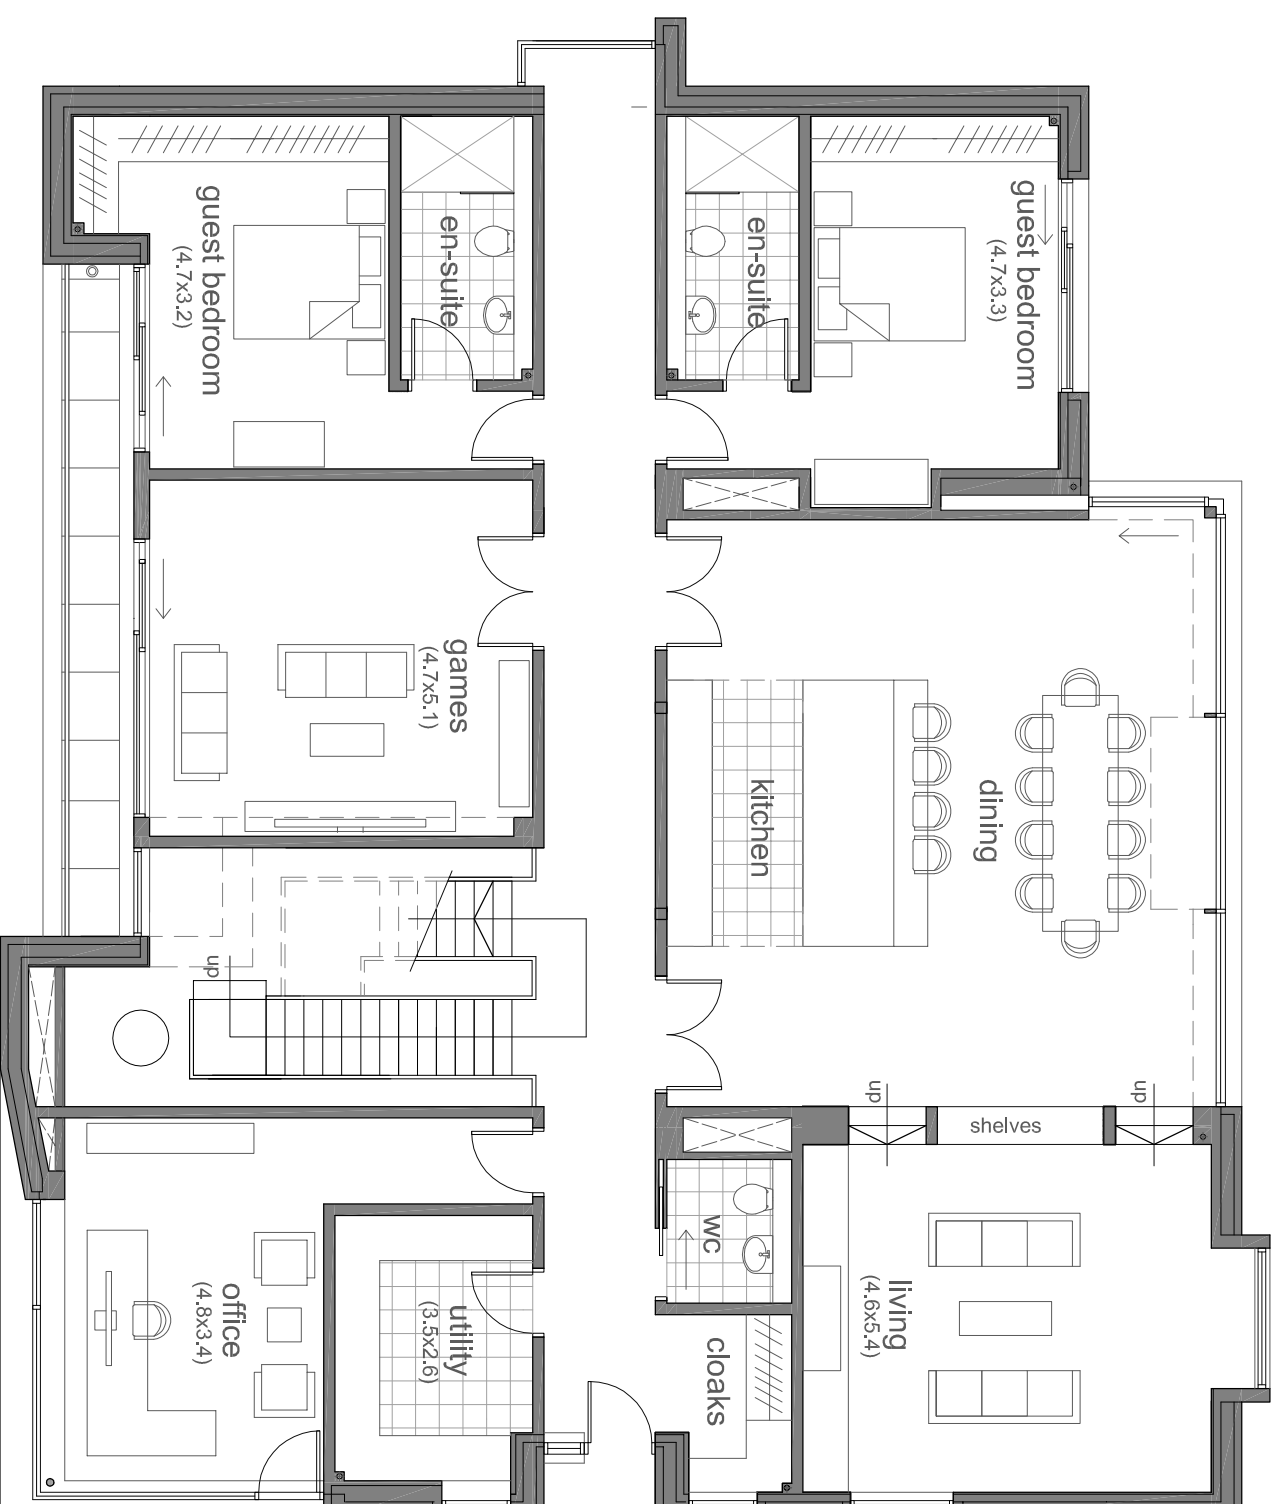 guest bedroom
(4.7x3.2)
en-suite
en-suite
guest bedroom
(4.7x3.3)
games
(4.7x5.1)
kitchen
dining
up
up
up
shelves
wc
office
(4.8x3.4)
utility
(3.5x2.6)
cloaks
living
(4.6x5.4)